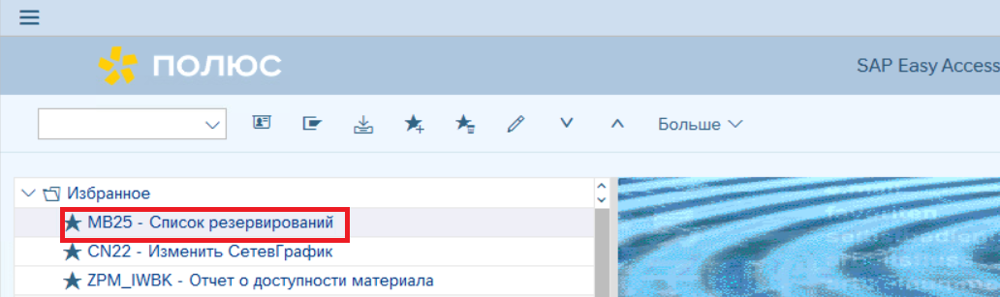 ПОЛЮС
SAP Easy Access
Больше
Избранное
MB25 - Список резервирований
CN22 - Изменить СетевГрафик
ZPM_IWBK - Отчет о доступности материала